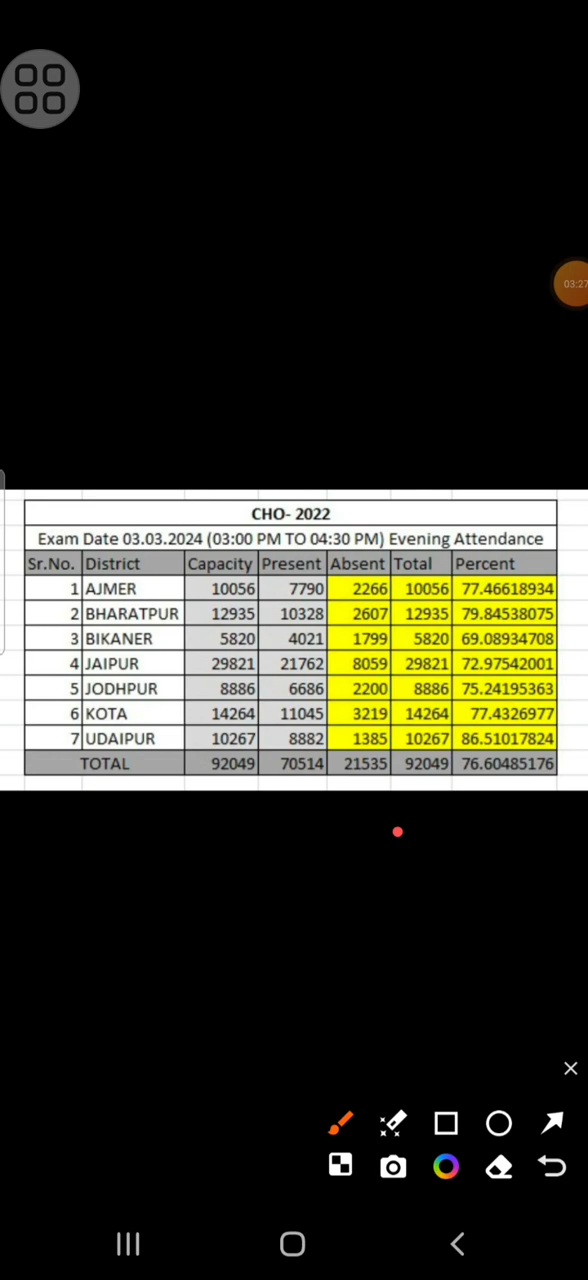 03:27
CHO- 2022
Exam Date 03.03.2024 (03:00 PM TO 04:30 PM) Evening Attendance
Sr.No. District Capacity Present Absent Total Percent
1 AJMER 10056 7790 2266 10056 77.46618934
2 BHARATPUR 12935 10328 2607 12935 79.84538075
3 BIKANER 5820 4021 1799 5820 69.08934708
4 JAIPUR 29821 21762 8059 29821 72.97542001
5 JODHPUR 8886 6686 2200 8886 75.24195363
6 KOTA 14264 11045 3219 14264 77.4326977
7 UDAIPUR 10267 8882 1385 10267 86.51017824
TOTAL 92049 70514 21535 92049 76.60485176